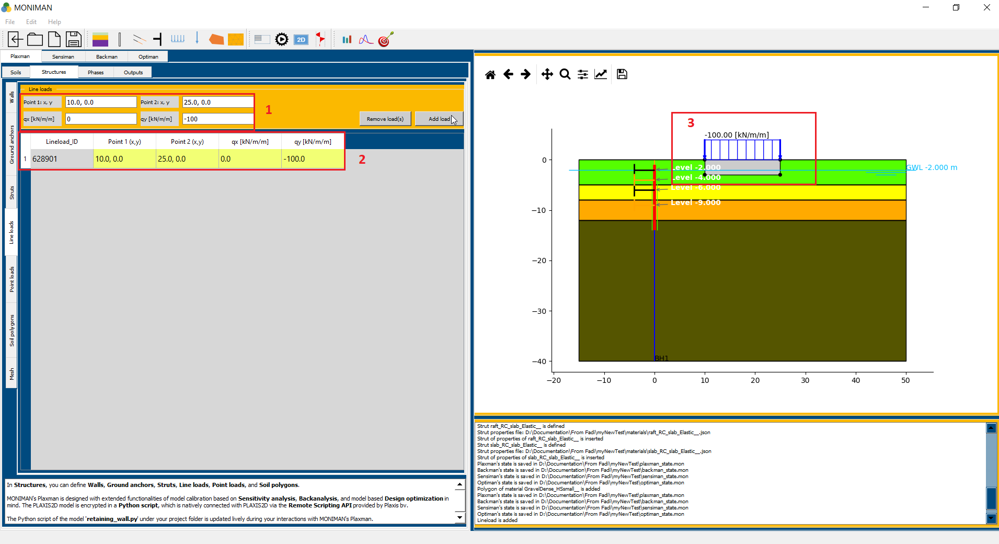 MONIMAN
File Edit Help
2D
Plaxman Sensiman Backman Optiman
Soils Structures Phases Outputs
Walls
Ground anchors
Struts
Line loads
Point loads
Soil polygons
Mesh
Line loads
Point 1: x, y 10.0, 0.0 Point 2: x, y 25.0, 0.0
1
qx [kN/m/m] 0 qy [kN/m/m] -100 Remove load(s) Add load
Lineload_ID Point 1 (x,y) Point 2 (x,y) qx [kN/m/m] qy [kN/m/m]
1 628901 10.0, 0.0 25.0, 0.0 0.0 -100.0
2
In Structures, you can define Walls, Ground anchors, Struts, Line loads, Point loads, and Soil polygons.
MONIMAN's Plaxman is designed with extended functionalities of model calibration based on Sensitivity analysis, Backanalysis, and model based Design optimization in
mind. The PLAXIS2D model is encrypted in a Python script, which is natively connected with PLAXIS2D via the Remote Scripting API provided by Plaxis bv.
The Python script of the model 'retaining_wall.py' under your project folder is updated lively during your interactions with MONIMAN's Plaxman.
3
-100.00 [kN/m/m]
Level -2.000
GWL -2.000 m
Level -4.000
Level -6.000
Level -9.000
BH1
0
−10
−20
−30
−40
−20 −10 0 10 20 30 40 50
Strut raft_RC_slab_Elastic__ is defined
Strut properties file: D:\Documentation\From Fadi\myNewTest\materials\raft_RC_slab_Elastic__.json
Strut of properties of raft_RC_slab_Elastic__ is inserted
Strut slab_RC_slab_Elastic__ is defined
Strut properties file: D:\Documentation\From Fadi\myNewTest\materials\slab_RC_slab_Elastic__.json
Strut of properties of slab_RC_slab_Elastic__ is inserted
Plaxman's state is saved in D:\Documentation\From Fadi\myNewTest\plaxman_state.mon
Backman's state is saved in D:\Documentation\From Fadi\myNewTest\backman_state.mon
Sensiman's state is saved in D:\Documentation\From Fadi\myNewTest\sensiman_state.mon
Optiman's state is saved in D:\Documentation\From Fadi\myNewTest\optiman_state.mon
Polygon of material GravelDense_HSsmall__ is added
Plaxman's state is saved in D:\Documentation\From Fadi\myNewTest\plaxman_state.mon
Backman's state is saved in D:\Documentation\From Fadi\myNewTest\backman_state.mon
Sensiman's state is saved in D:\Documentation\From Fadi\myNewTest\sensiman_state.mon
Optiman's state is saved in D:\Documentation\From Fadi\myNewTest\optiman_state.mon
Lineload is added